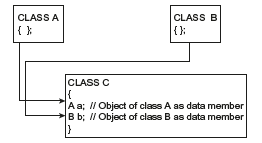 CLASS A
{ };
CLASS B
{ };
CLASS C
{
A a; // Object of class A as data member
B b; // Object of class B as data member
}